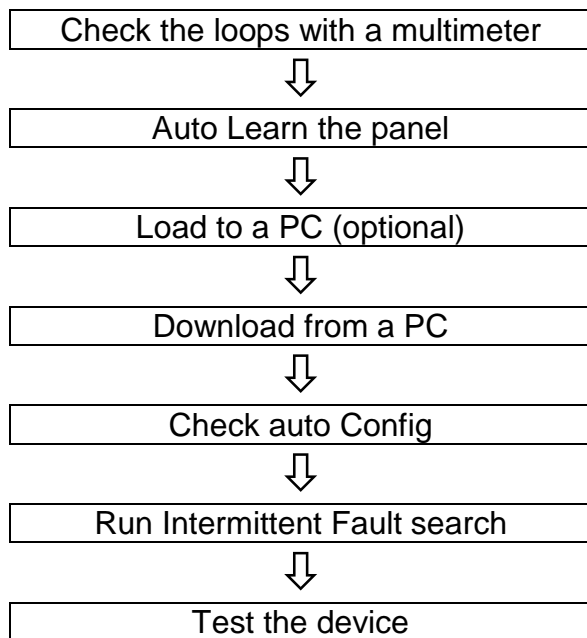 Check the loops with a multimeter
Auto Learn the panel
Load to a PC (optional)
Download from a PC
Check auto Config
Run Intermittent Fault search
Test the device